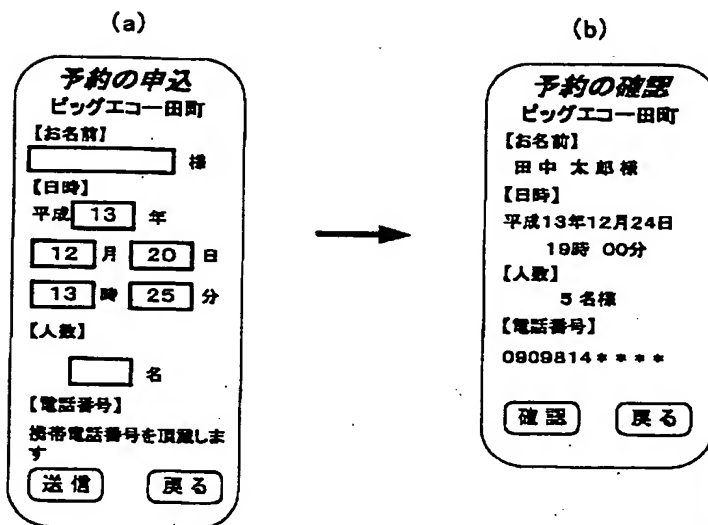 (a)
予約の申込
ビッグエコー田町
【お名前】
様
【日時】
平成 13 年
12 月 20 日
13 時 25 分
【人数】
名
【電話番号】
携帯電話番号を頂戴しま
す
送信 戻る
(b)
予約の確認
ビッグエコー田町
【お名前】
田中 太郎様
【日時】
平成13年12月24日
19時 00分
【人数】
5 名様
【電話番号】
0909814****
確認 戻る